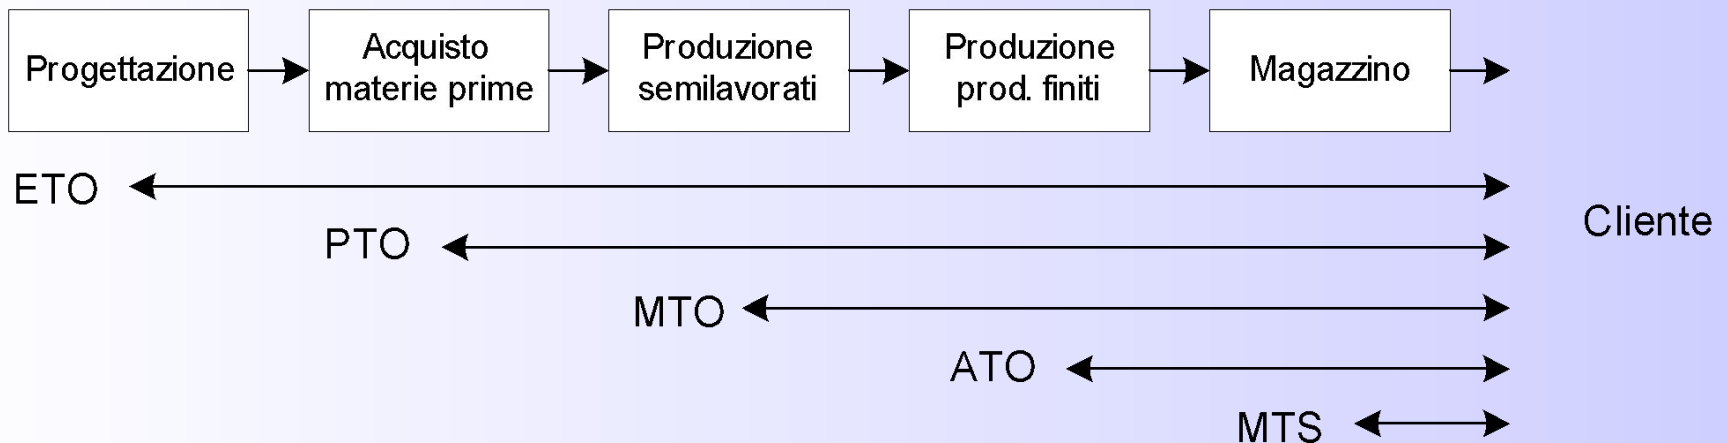 Progettazione
Acquisto
materie prime
Produzione
semilavorati
Produzione
prod. finiti
Magazzino
ETO
PTO
MTO
ATO
MTS
Cliente